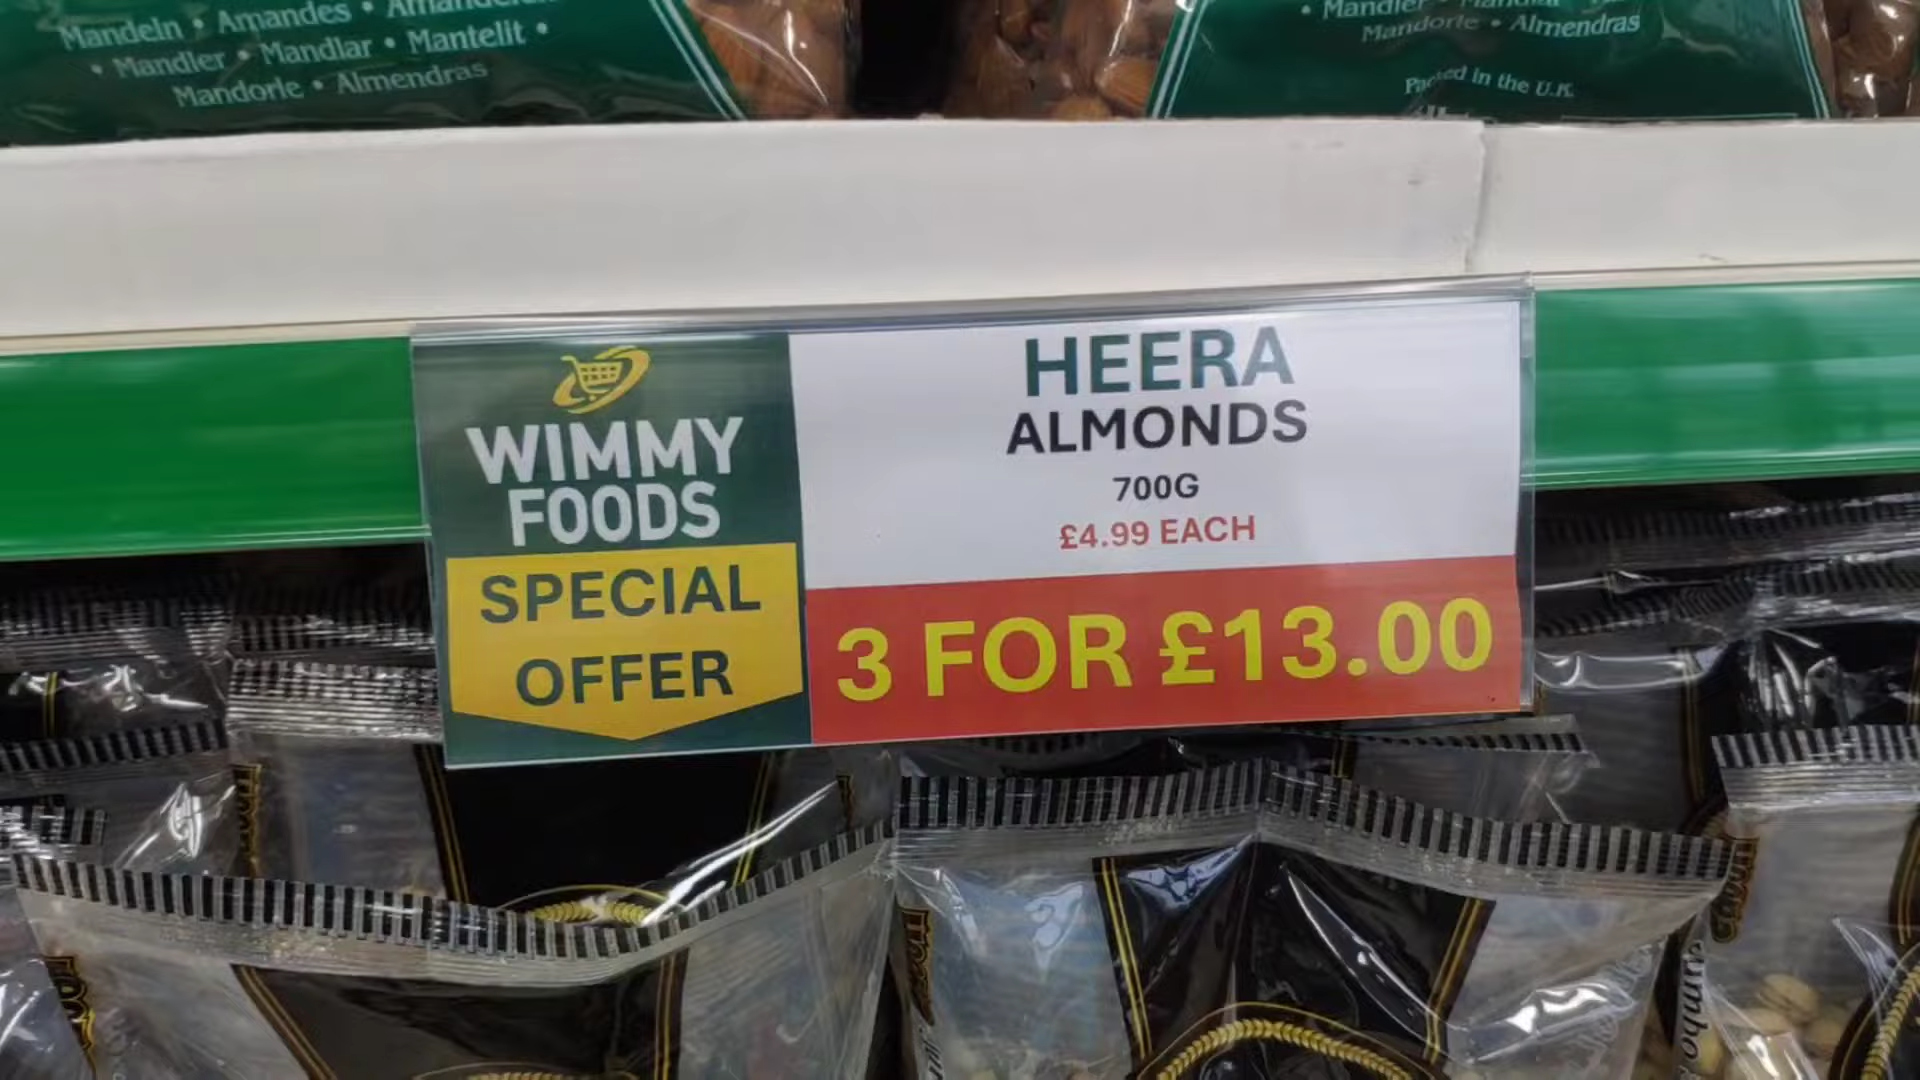 Mandeln • Amandes •
• Mandler • Mandlar • Mantelit •
Mandorle • Almendras
• Mandler •
Mandorle • Almendras
Packed in the U.K.
WIMMY
FOODS
SPECIAL
OFFER
HEERA
ALMONDS
700G
£4.99 EACH
3 FOR £13.00